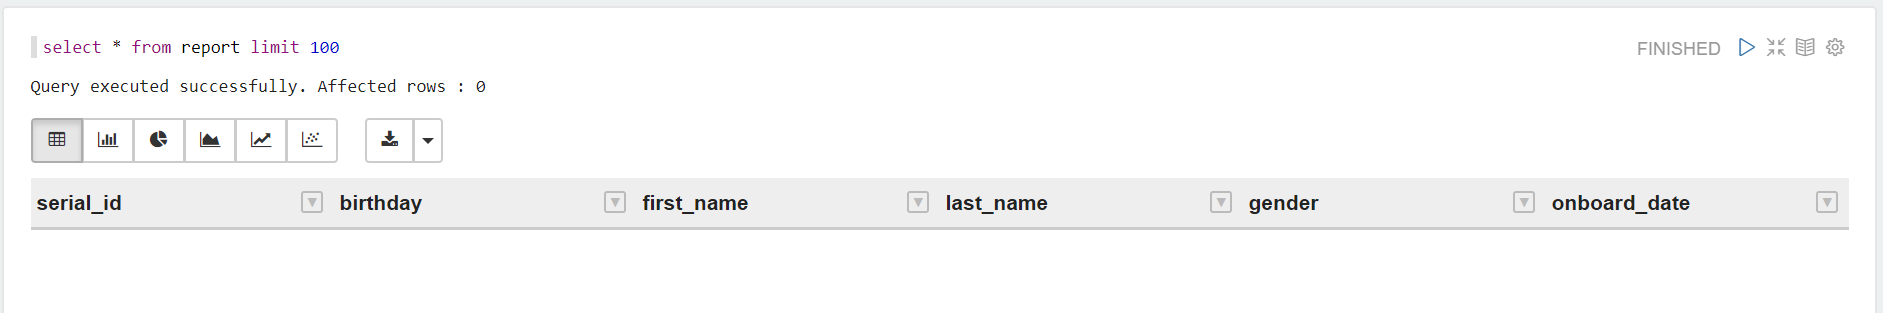 select * from report limit 100
FINISHED
Query executed successfully. Affected rows : 0
serial_id birthday first_name last_name gender onboard_date